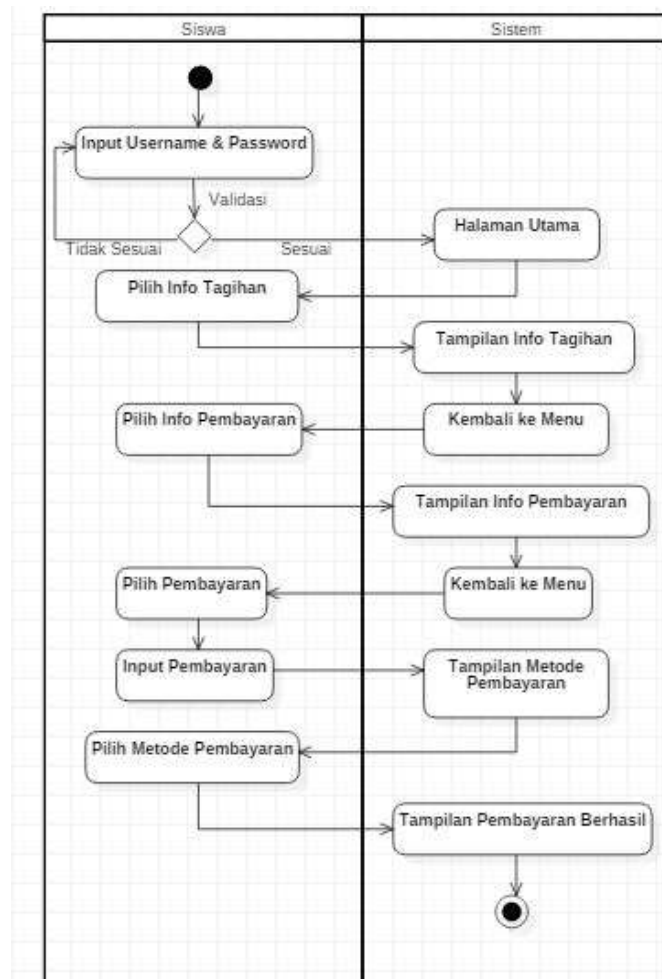 Siswa
Sistem
Input Username & Password
Validasi
Tidak Sesuai
Sesuai
Halaman Utama
Pilih Info Tagihan
Tampilan Info Tagihan
Pilih Info Pembayaran
Kembali ke Menu
Tampilan Info Pembayaran
Pilih Pembayaran
Kembali ke Menu
Input Pembayaran
Tampilan Metode
Pembayaran
Pilih Metode Pembayaran
Tampilan Pembayaran Berhasil